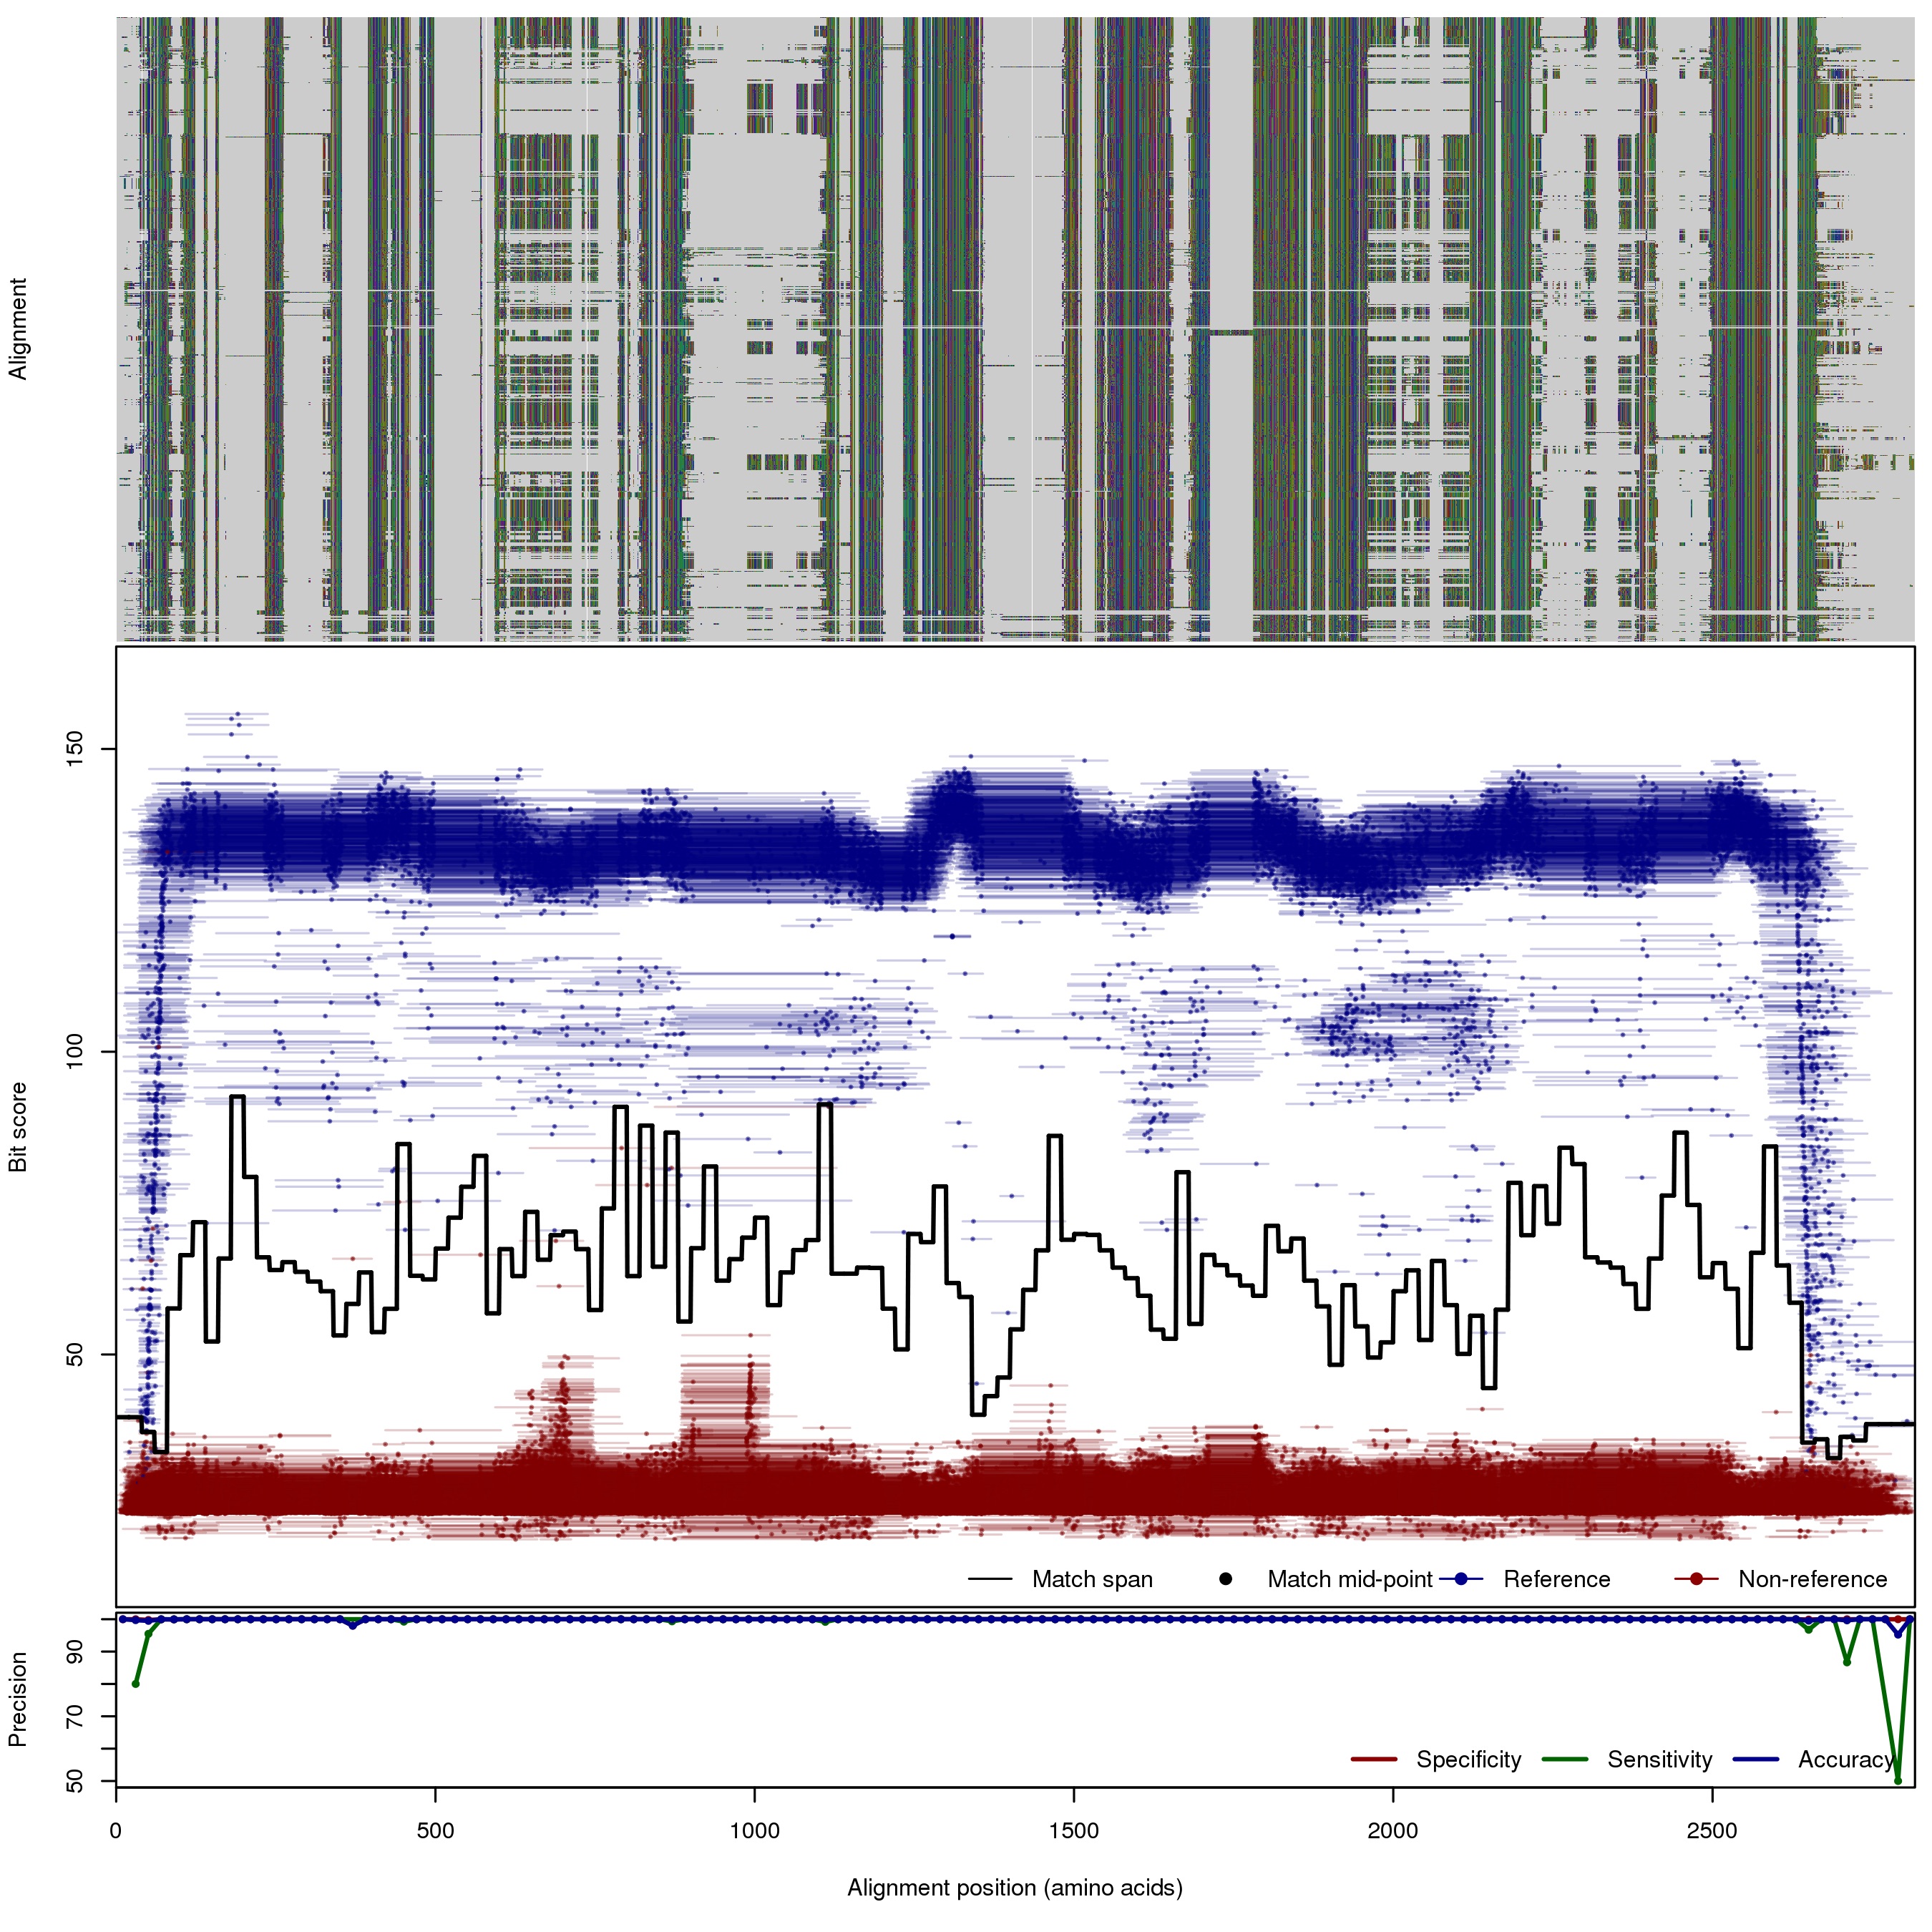 Alignment
Bit score
150
100
50
Match span
Match mid-point
Reference
Non-reference
Precision
90
70
50
Specificity
Sensitivity
Accuracy
0
500
1000
1500
2000
2500
Alignment position (amino acids)